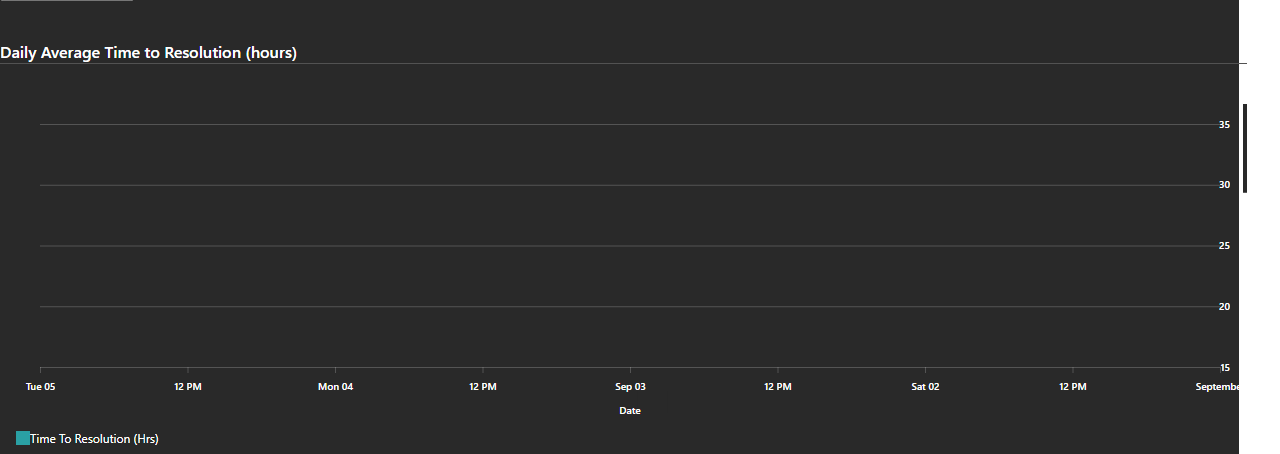 Daily Average Time to Resolution (hours)
35
30
25
20
15
Tue 05 12 PM Mon 04 12 PM Sep 03 12 PM Sat 02 12 PM Septembe
Date
Time To Resolution (Hrs)